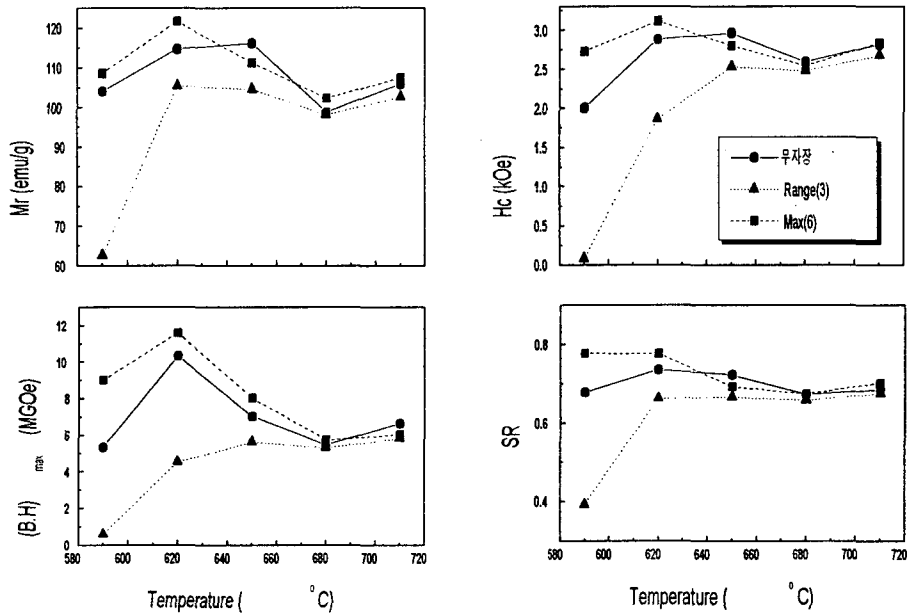 120
110
100
90
80
70
60
Mr (emu/g)
3.0
2.5
2.0
1.5
1.0
0.5
0.0
Hc (kOe)
무자장
Range(3)
Max(6)
12
10
8
6
4
2
0
(B.H) max (MGOe)
580 600 620 640 660 680 700 720
Temperature ( °C)
0.8
0.6
0.4
SR
580 600 620 640 660 680 700 720
Temperature ( °C)